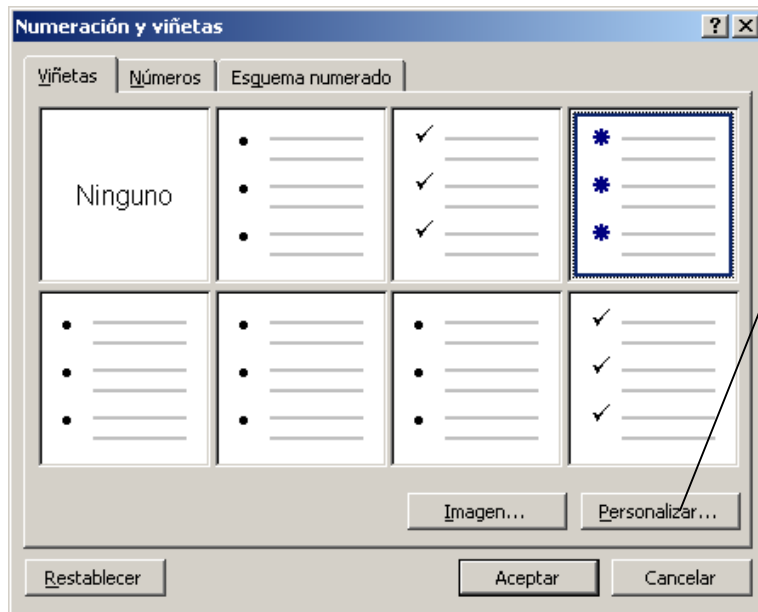 Numeración y viñetas
Viñetas Números Esquema numerado
Ninguno
Imagen... Personalizar...
Restablecer Aceptar Cancelar